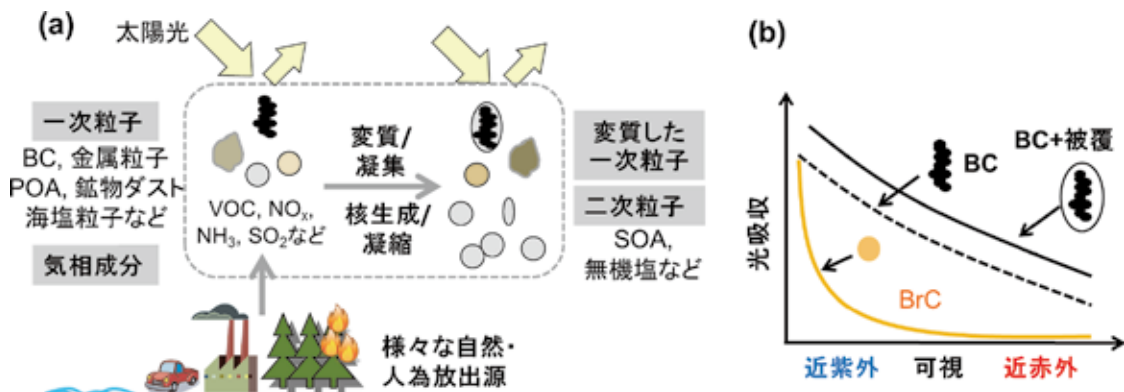 (a)
太陽光
一次粒子
BC, 金属粒子
POA, 鉱物ダスト
海塩粒子など
気相成分
VOC, NOx,
NH3, SO2など
変質/
凝集
核生成/
凝縮
変質した
一次粒子
二次粒子
SOA,
無機塩など
様々な自然・
人為放出源
(b)
光吸収
BC
BC+被覆
BrC
近紫外 可視 近赤外